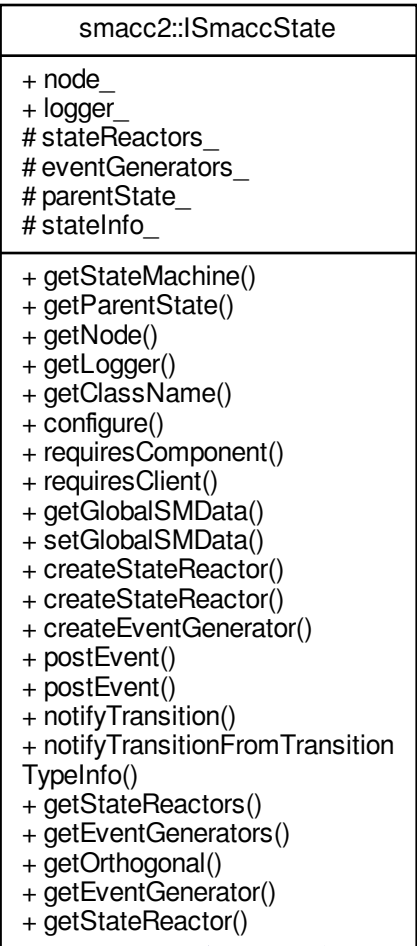 smacc2::ISmaccState
+ node_
+ logger_
# stateReactors_
# eventGenerators_
# parentState_
# stateInfo_
+ getStateMachine()
+ getParentState()
+ getNode()
+ getLogger()
+ getClassName()
+ configure()
+ requiresComponent()
+ requiresClient()
+ getGlobalSMData()
+ setGlobalSMData()
+ createStateReactor()
+ createStateReactor()
+ createEventGenerator()
+ postEvent()
+ postEvent()
+ notifyTransition()
+ notifyTransitionFromTransition
TypeInfo()
+ getStateReactors()
+ getEventGenerators()
+ getOrthogonal()
+ getEventGenerator()
+ getStateReactor()